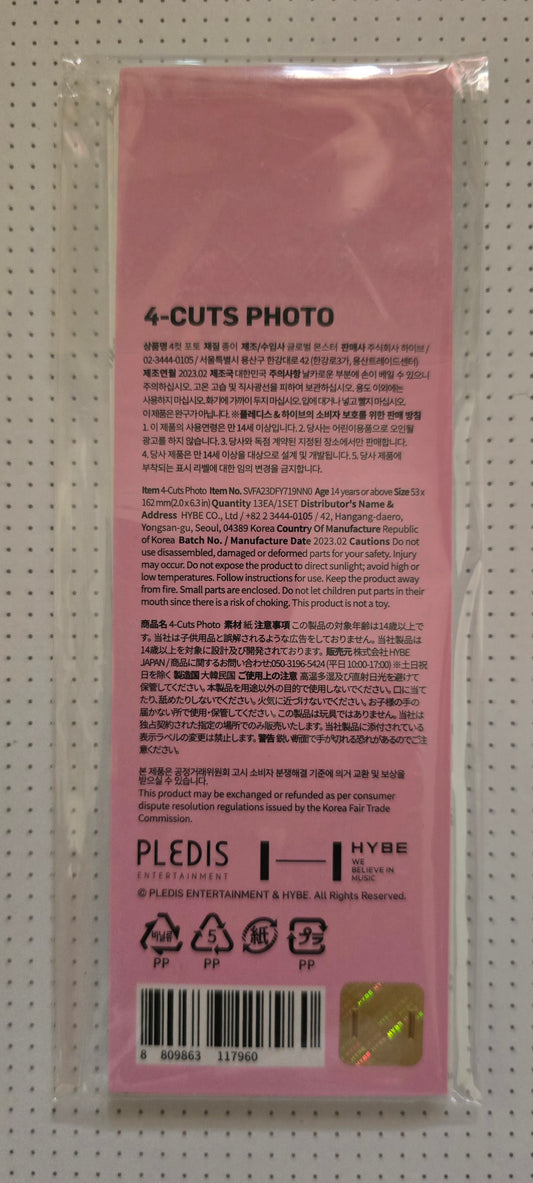 4-CUTS PHOTO
상품명 4컷 포토 재질 종이 제조/수입사 글로벌 몬스터 판매사 주식회사 하이브 /
02-3444-0105 / 서울특별시 용산구 한강대로 42 (한강로3가, 용산트레이드센터)
제조연월 2023.02 제조국 대한민국 주의사항 날카로운 부분에 손이 베일 수 있으니
주의하십시오. 고온 고습 및 직사광선을 피하여 보관하십시오. 용도 이외에는
사용하지 마십시오. 화기에 가까이 두지 마십시오. 입에 대거나 넣고 빨지 마십시오.
이 제품은 완구가 아닙니다. ※플레디스 & 하이브의 소비자 보호를 위한 판매 방침
1. 이 제품의 사용연령은 만 14세 이상입니다. 2. 당사는 어린이용품으로 오인될
광고를 하지 않습니다. 3. 당사와 독점 계약된 지정된 장소에서만 판매합니다.
4. 당사 제품은 만 14세 이상을 대상으로 설계 및 개발됩니다. 5. 당사 제품에
부착되는 표시 라벨에 대한 임의 변경을 금지합니다.
Item 4-Cuts Photo Item No. SVFA23DFY719NN0 Age 14 years or above Size 53 x
162 mm(2.0 x 6.3 in) Quantity 13EA/1SET Distributor's Name &
Address HYBE CO., Ltd / +82 2 3444-0105 / 42, Hangang-daero,
Yongsan-gu, Seoul, 04389 Korea Country Of Manufacture Republic
of Korea Batch No. / Manufacture Date 2023.02 Cautions Do not
use disassembled, damaged or deformed parts for your safety. Injury
may occur. Do not expose the product to direct sunlight; avoid high or
low temperatures. Follow instructions for use. Keep the product away
from fire. Small parts are enclosed. Do not let children put parts in their
mouth since there is a risk of choking. This product is not a toy.
商品名 4-Cuts Photo 素材 紙 注意事項 この製品の対象年齢は14歳以上で
す。当社は子供用品と誤解されるような広告をしておりません。当社製品は
14歳以上を対象に設計及び開発されております。販売元 株式会社 HYBE
JAPAN / 商品に関するお問い合わせ:050-3196-5424 (平日 10:00-17:00) ※土日祝
日を除く 製造国 大韓民国 ご使用上の注意 高温多湿及び直射日光を避けて
保管してください。本製品を用途以外の目的で使用しないでください。口に当て
たり、舐めたりしないでください。火気に近づけないでください。お子様の手の
届かない所で使用・保管してください。この製品は玩具ではありません。当社は
独占契約された指定の場所でのみ販売いたします。当社製品に添付されている
表示ラベルの変更は禁止します。警告 鋭い断面で手が切れる恐れがあるのでご注
意ください。
본 제품은 공정거래위원회 고시 소비자 분쟁해결 기준에 의거 교환 및 보상을
받으실 수 있습니다.
This product may be exchanged or refunded as per consumer
dispute resolution regulations issued by the Korea Fair Trade
Commission.
PLEDIS
ENTERTAINMENT
HYBE
WE
BELIEVE IN
MUSIC
© PLEDIS ENTERTAINMENT & HYBE. All Rights Reserved.
5 紙 プラ
PP PP PP
8 809863 117960
HYBE HYBE HYBE